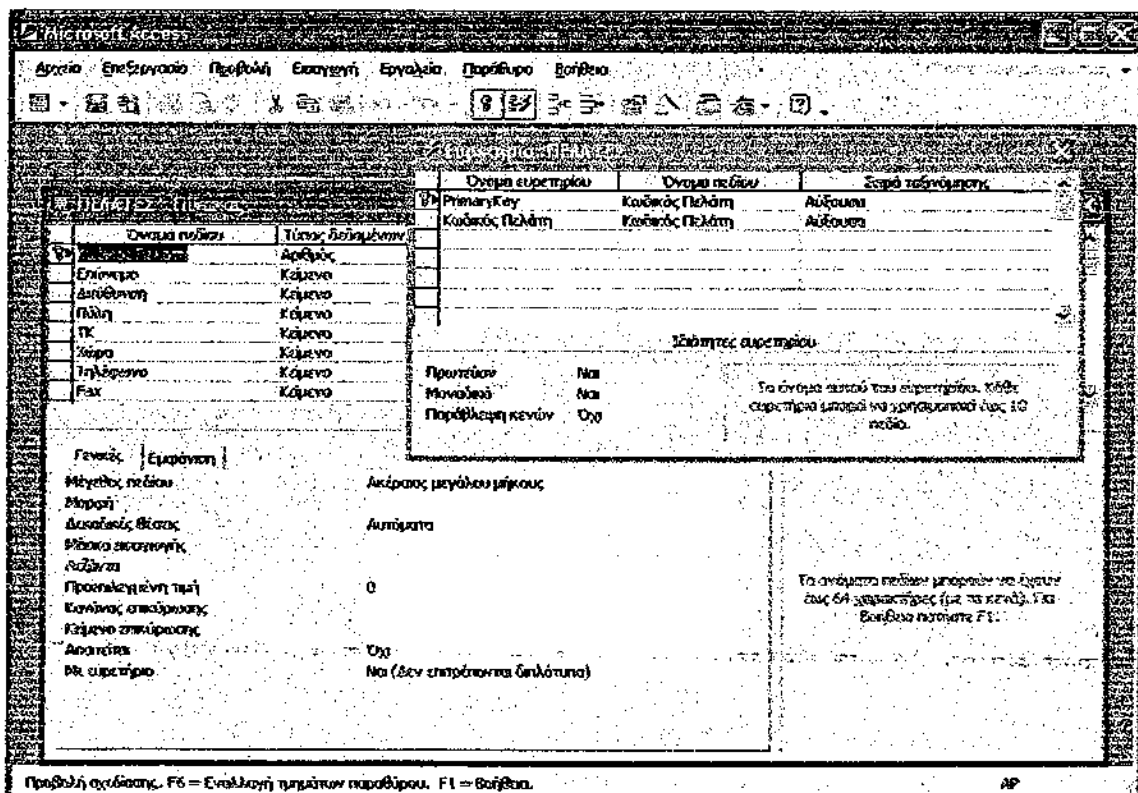 Microsoft Access
Αρχείο Επεξεργασία Προβολή Εισαγωγή Εργαλεία Παράθυρο Βοήθεια
Ευρετήρια: ΠΕΛΑΤΕΣ
Όνομα ευρετηρίου Όνομα πεδίου Σειρά ταξινόμησης
PrimaryKey Κωδικός Πελάτη Αύξουσα
Κωδικός Πελάτη Κωδικός Πελάτη Αύξουσα
Ιδιότητες ευρετηρίου
Πρωτεύον Ναι
Μοναδικό Ναι
Παράβλεψη κενών Όχι
Το όνομα αυτού του ευρετηρίου. Κάθε
ευρετήριο μπορεί να χρησιμοποιεί έως 10
πεδία.
ΠΕΛΑΤΕΣ
Όνομα πεδίου Τύπος δεδομένων
Αριθμός
Επώνυμο Κείμενο
Διεύθυνση Κείμενο
Πόλη Κείμενο
ΤΚ Κείμενο
Χώρα Κείμενο
Τηλέφωνο Κείμενο
Fax Κείμενο
Γενικές Εμφάνιση
Μέγεθος πεδίου Ακέραιος μεγάλου μήκους
Μορφή
Δεκαδικές θέσεις Αυτόματα
Μάσκα εισαγωγής
Λεζάντα
Προεπιλεγμένη τιμή 0
Κανόνας επικύρωσης
Κείμενο επικύρωσης
Απαιτείται Όχι
Με ευρετήριο Ναι (Δεν επιτρέπονται διπλότυπα)
Τα ονόματα πεδίων μπορούν να έχουν
έως 64 χαρακτήρες (με τα κενά). Για
βοήθεια πατήστε F1.
Προβολή σχεδίασης. F6 = Εναλλαγή τμημάτων παραθύρου. F1 = Βοήθεια. ΑΡ